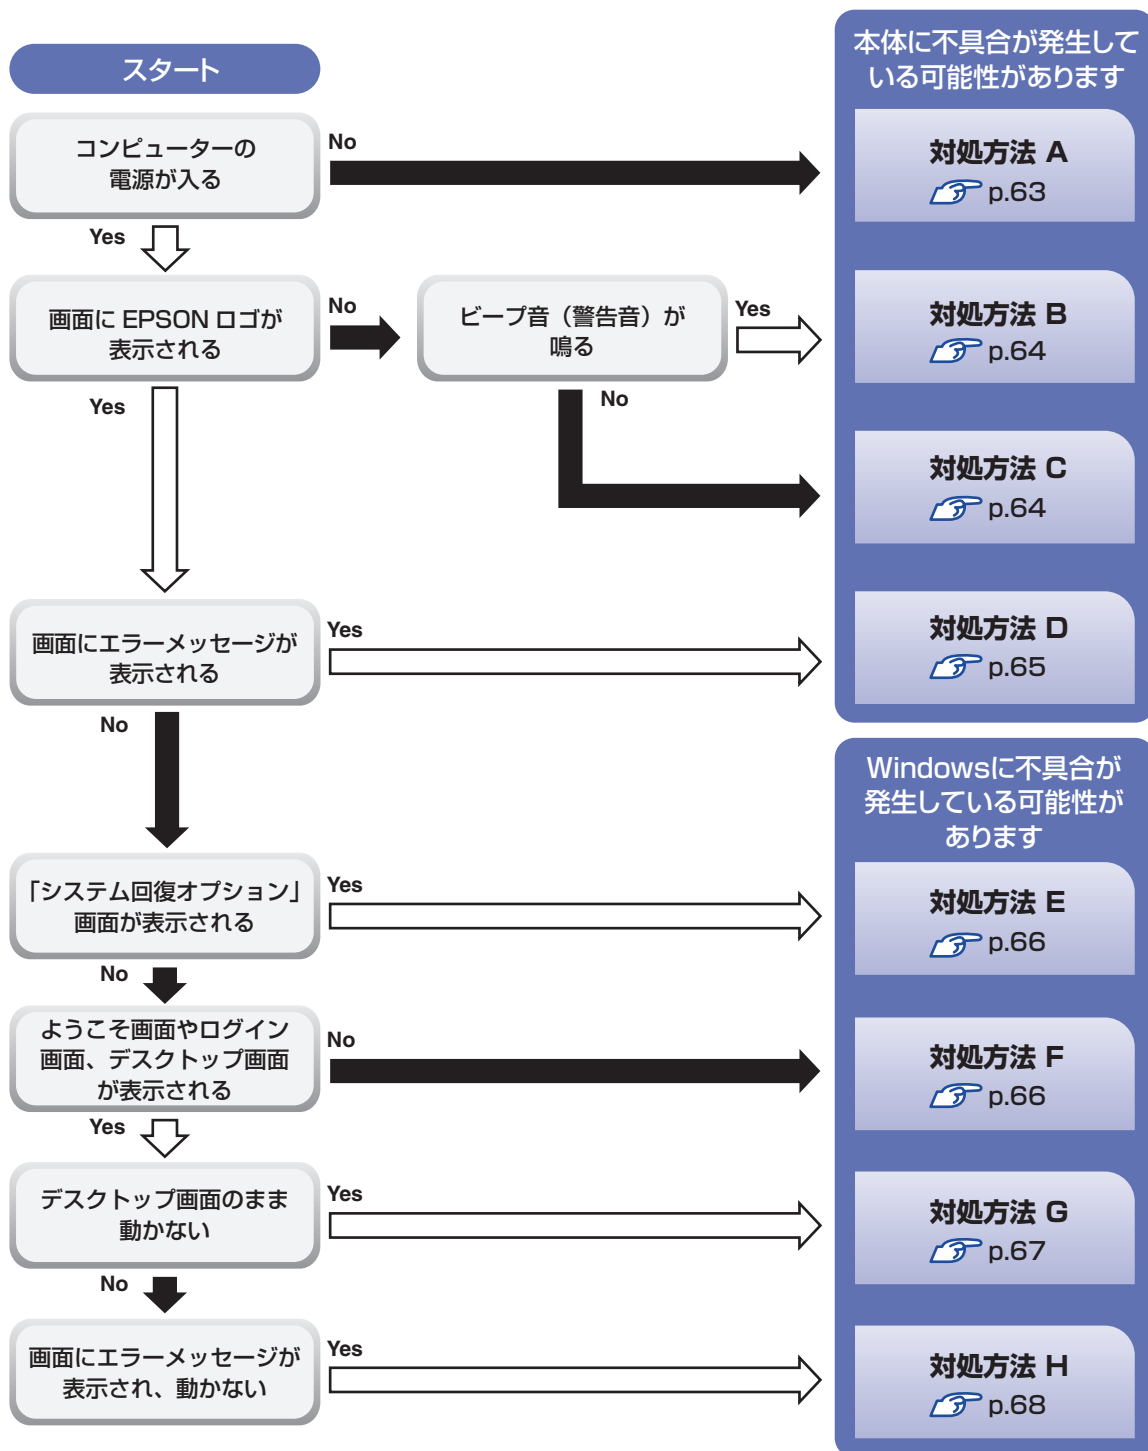 スタート
本体に不具合が発生して
いる可能性があります
コンピューターの
電源が入る
No
対処方法 A
p.63
Yes
画面に EPSON ロゴが
表示される
No
ビープ音（警告音）が
鳴る
Yes
対処方法 B
p.64
Yes
No
対処方法 C
p.64
画面にエラーメッセージが
表示される
Yes
対処方法 D
p.65
No
Windowsに不具合が
発生している可能性が
あります
「システム回復オプション」
画面が表示される
Yes
対処方法 E
p.66
No
ようこそ画面やログイン
画面、デスクトップ画面
が表示される
No
対処方法 F
p.66
Yes
デスクトップ画面のまま
動かない
Yes
対処方法 G
p.67
No
画面にエラーメッセージが
表示され、動かない
Yes
対処方法 H
p.68